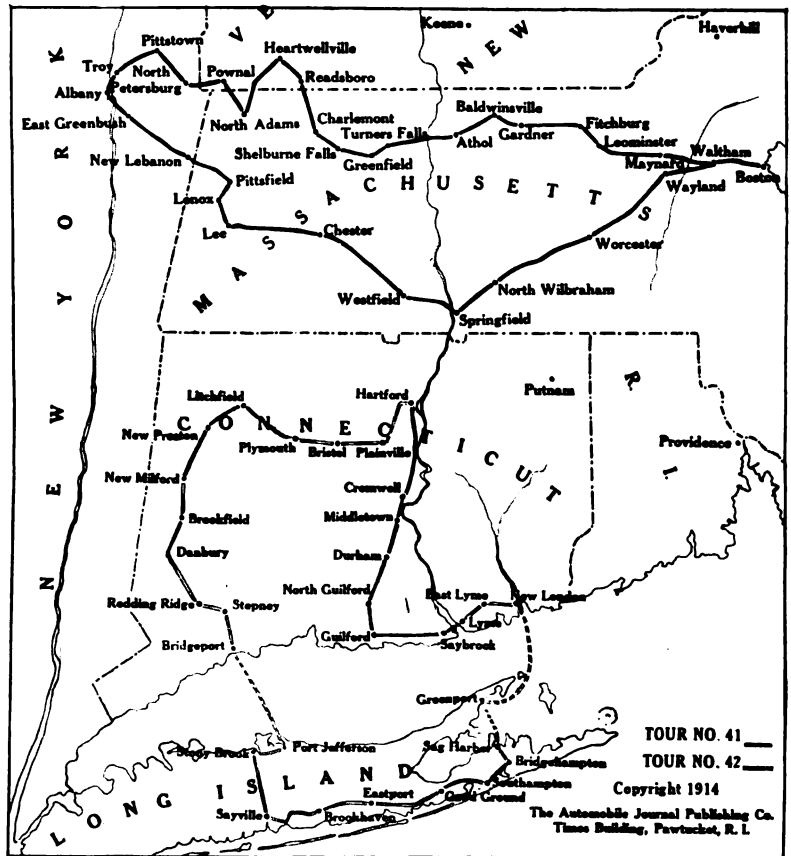 Keene
NEW
Haverhill
VE
Pittstown
Heartwellville
Troy
North
Petersburg
Pownal
Readsboro
Albany
East Greenbush
North Adams
Charlemont
Turners Falls
Baldwinsville
Gardner
Fitchburg
Athol
Leominster
Waltham
Shelburne Falls
Greenfield
Maynard
Boston
New Lebanon
Pittsfield
Wayland
Lenox
MASSACHUSETTS
Lee
Chester
Worcester
Westfield
North Wilbraham
Springfield
NEW YORK
Litchfield
Hartford
Putnam
R. I.
CONNECTICUT
New Preston
Plymouth
Bristol
Plainville
Providence
New Milford
Cromwell
Brookfield
Middletown
Danbury
Durham
Redding Ridge
Stepney
North Guilford
East Lyme
New London
Lyme
Bridgeport
Guilford
Saybrook
Greenport
Stony Brook
Port Jefferson
Sag Harbor
Bridgehampton
LONG ISLAND
Southampton
Eastport
Good Ground
Sayville
Brookhaven
TOUR NO. 41
TOUR NO. 42
Copyright 1914
The Automobile Journal Publishing Co.
Times Building, Pawtucket, R. I.